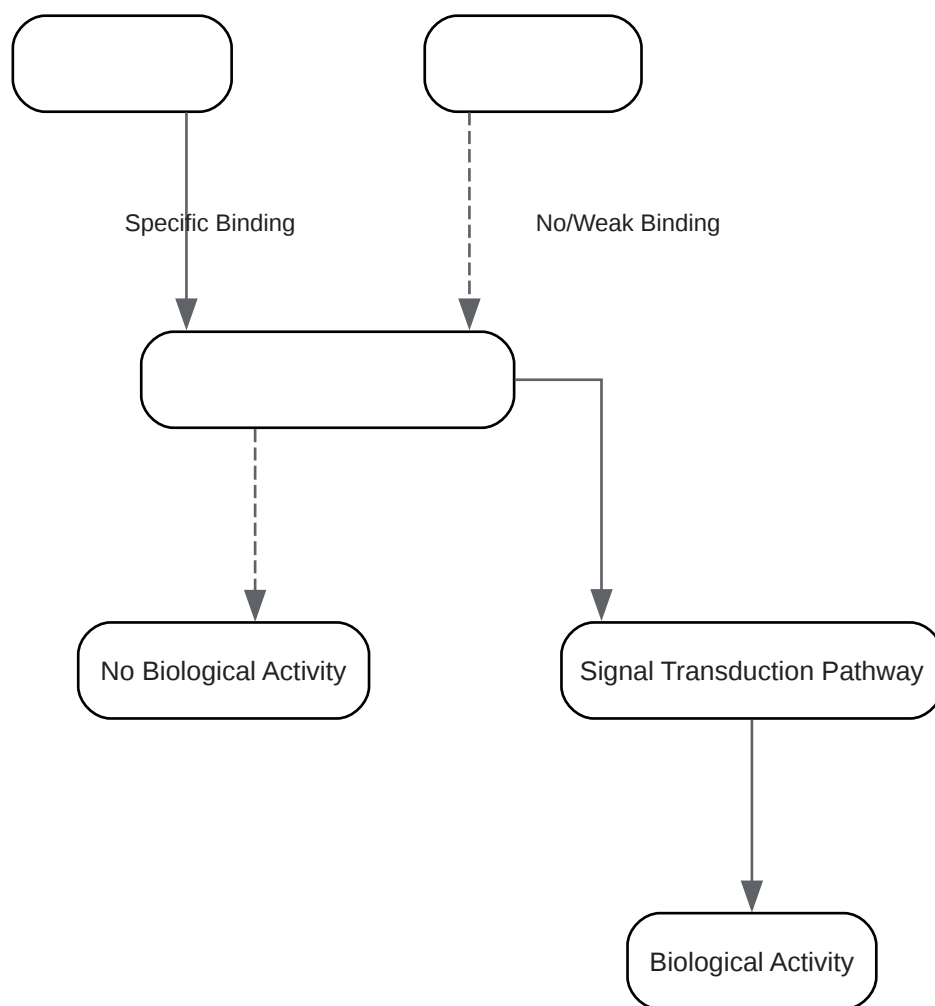 Specific Binding
No/Weak Binding
No Biological Activity
Signal Transduction Pathway
Biological Activity